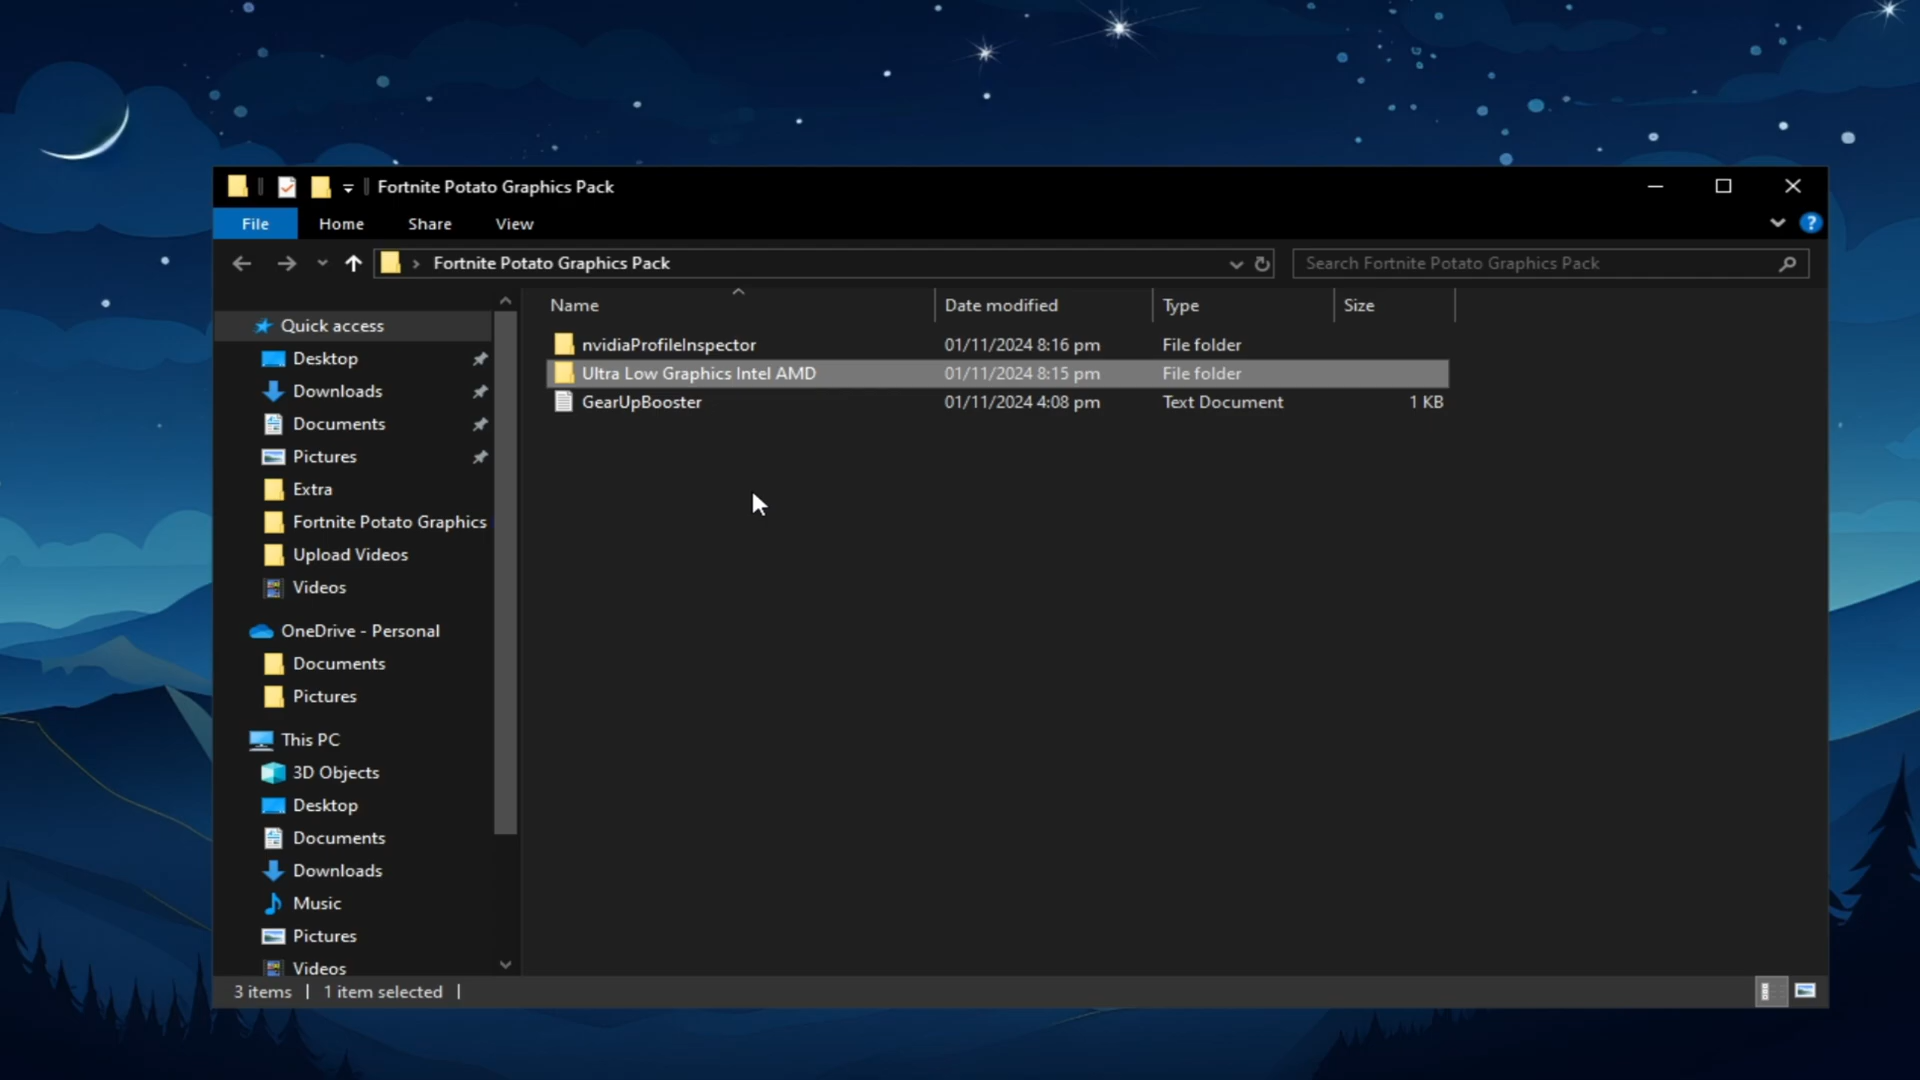 Fortnite Potato Graphics Pack
File Home Share View
Fortnite Potato Graphics Pack
Search Fortnite Potato Graphics Pack
Name Date modified Type Size
nvidiaProfileInspector 01/11/2024 8:16 pm File folder
Ultra Low Graphics Intel AMD 01/11/2024 8:15 pm File folder
GearUpBooster 01/11/2024 4:08 pm Text Document 1 KB
Quick access
Desktop
Downloads
Documents
Pictures
Extra
Fortnite Potato Graphics
Upload Videos
Videos
OneDrive - Personal
Documents
Pictures
This PC
3D Objects
Desktop
Documents
Downloads
Music
Pictures
Videos
3 items | 1 item selected |